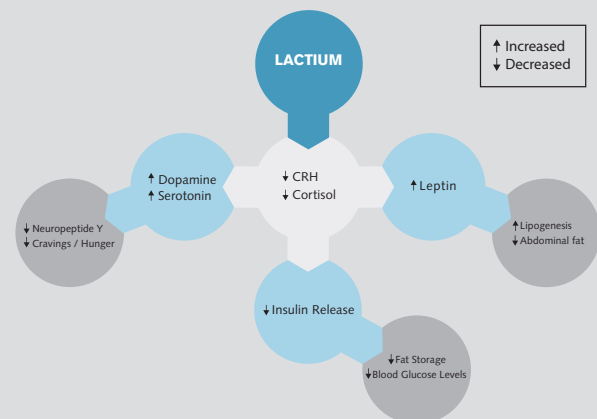 LACTIUM
↑ Increased
↓ Decreased
↑ Dopamine
↑ Serotonin
↓ CRH
↓ Cortisol
↑ Leptin
↓ Neuropeptide Y
↓ Cravings / Hunger
↑ Lipogenesis
↓ Abdominal fat
↓ Insulin Release
↓ Fat Storage
↓ Blood Glucose Levels